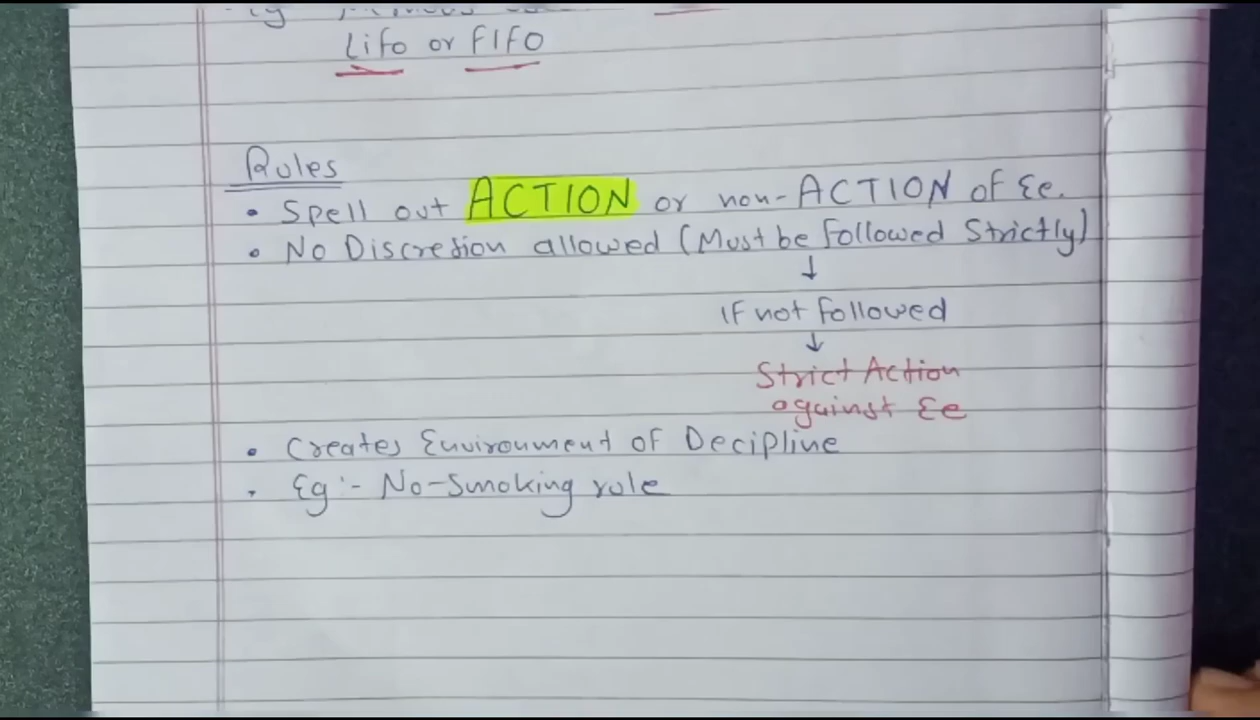 Lifo or FIFO
Rules
• Spell out ACTION or non-ACTION of Ee.
• No Discretion allowed (Must be followed Strictly)
↓
If not followed
↓
Strict Action
against Ee
• Creates Environment of Decipline
• Eg :- No-Smoking rule